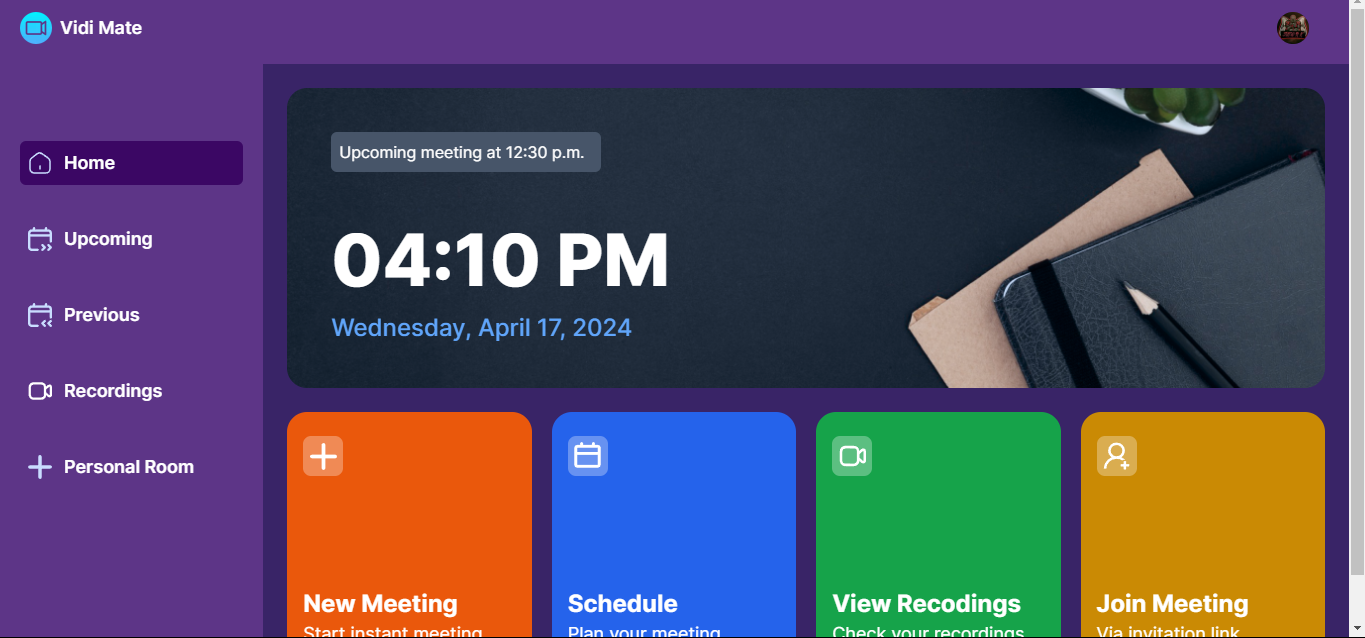 Vidi Mate
Home
Upcoming
Previous
Recordings
Personal Room
Upcoming meeting at 12:30 p.m.
04:10 PM
Wednesday, April 17, 2024
New Meeting
Start instant meeting
Schedule
Plan your meeting
View Recodings
Check your recordings
Join Meeting
Via invitation link